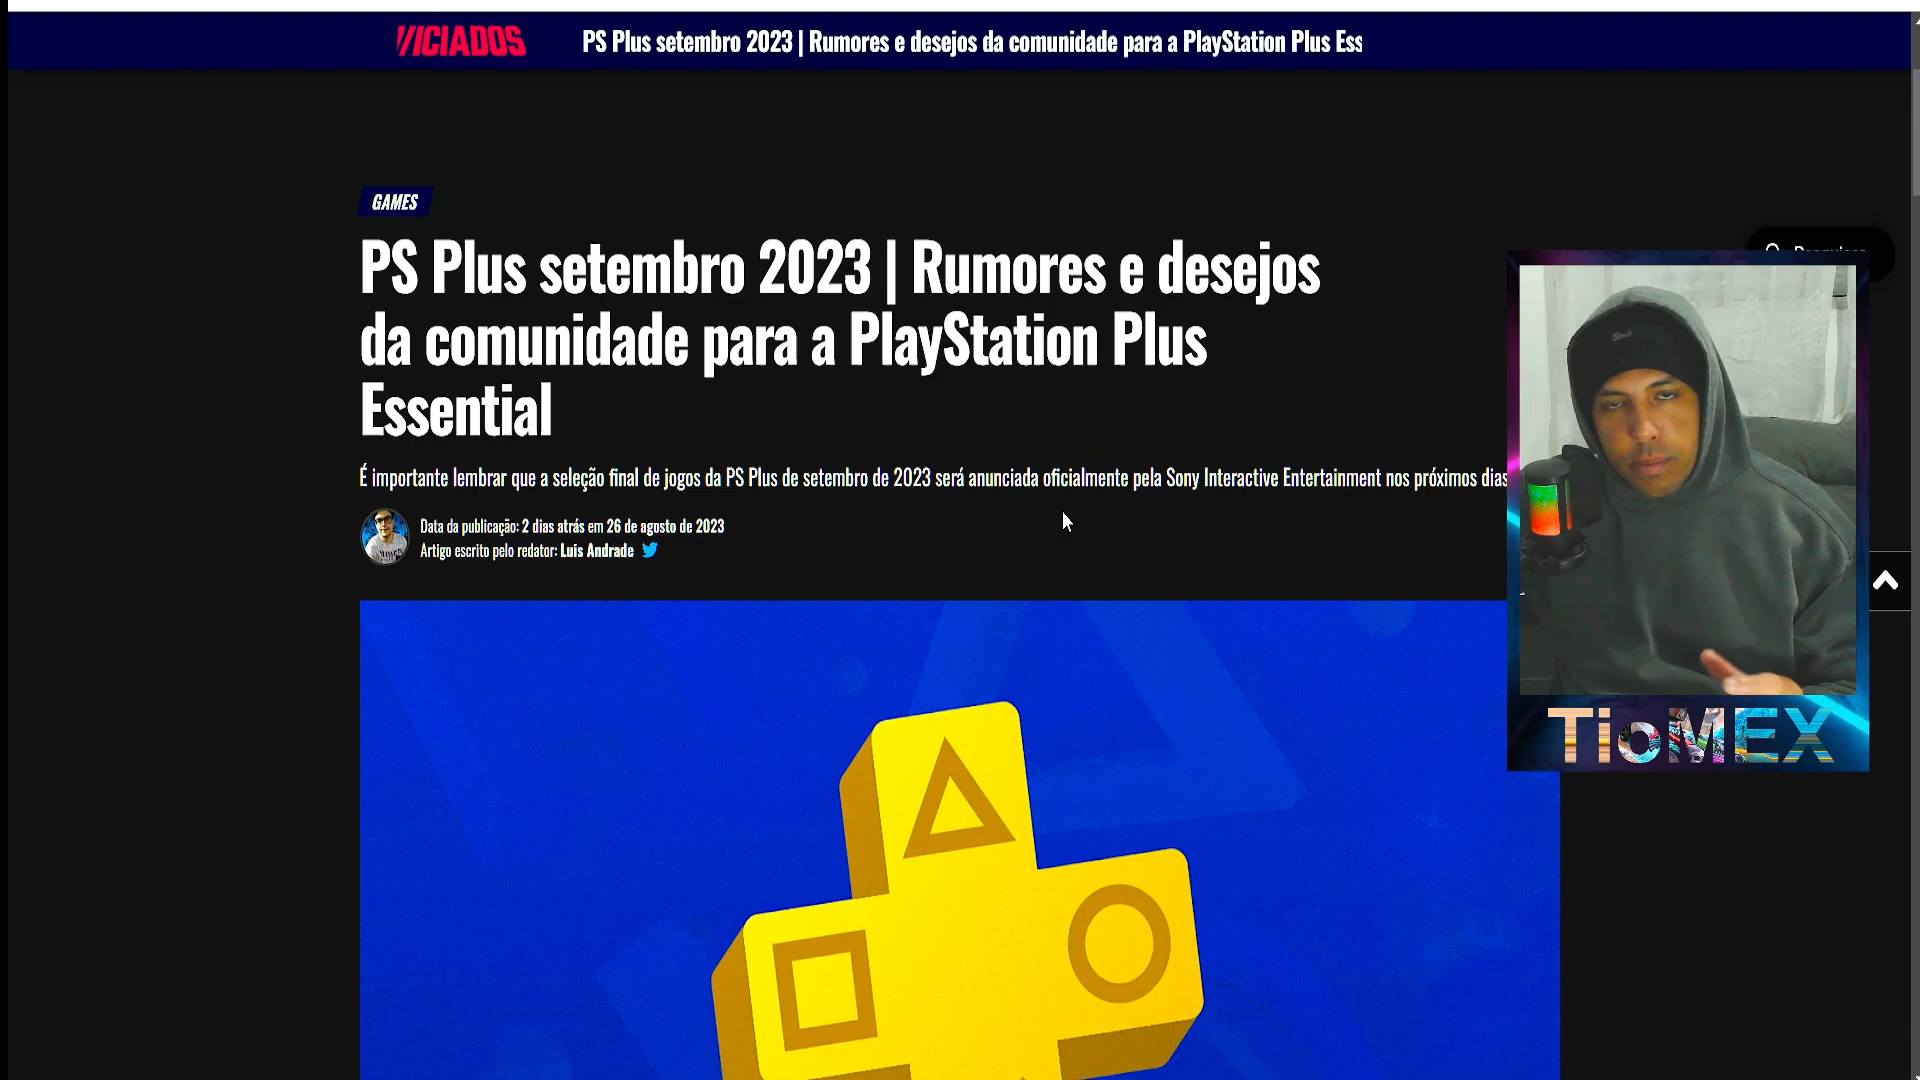 VICIADOS
PS Plus setembro 2023 | Rumores e desejos da comunidade para a PlayStation Plus Ess
GAMES
PS Plus setembro 2023 | Rumores e desejos
da comunidade para a PlayStation Plus
Essential
É importante lembrar que a seleção final de jogos da PS Plus de setembro de 2023 será anunciada oficialmente pela Sony Interactive Entertainment nos próximos dias
Data da publicação: 2 dias atrás em 26 de agosto de 2023
Artigo escrito pelo redator: Luis Andrade
TioMEX